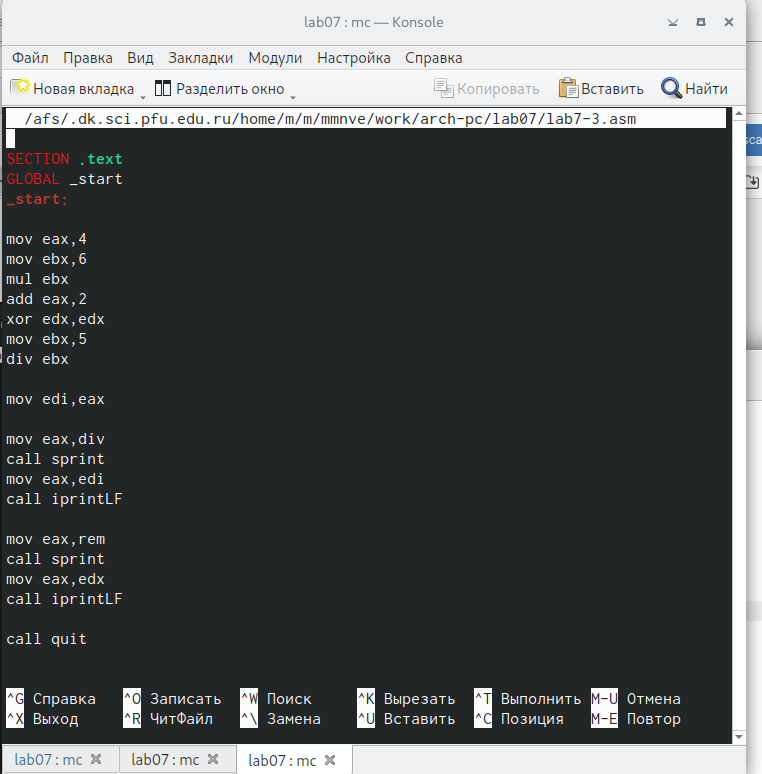 lab07 : mc — Konsole
Файл Правка Вид Закладки Модули Настройка Справка
Новая вкладка Разделить окно Копировать Вставить Найти
/afs/.dk.sci.pfu.edu.ru/home/m/m/mmnve/work/arch-pc/lab07/lab7-3.asm
SECTION .text
GLOBAL _start
_start:
mov eax,4
mov ebx,6
mul ebx
add eax,2
xor edx,edx
mov ebx,5
div ebx
mov edi,eax
mov eax,div
call sprint
mov eax,edi
call iprintLF
mov eax,rem
call sprint
mov eax,edx
call iprintLF
call quit
^G Справка ^O Записать ^W Поиск ^K Вырезать ^T Выполнить M-U Отмена
^X Выход ^R ЧитФайл ^\ Замена ^U Вставить ^C Позиция M-E Повтор
lab07 : mc lab07 : mc lab07 : mc